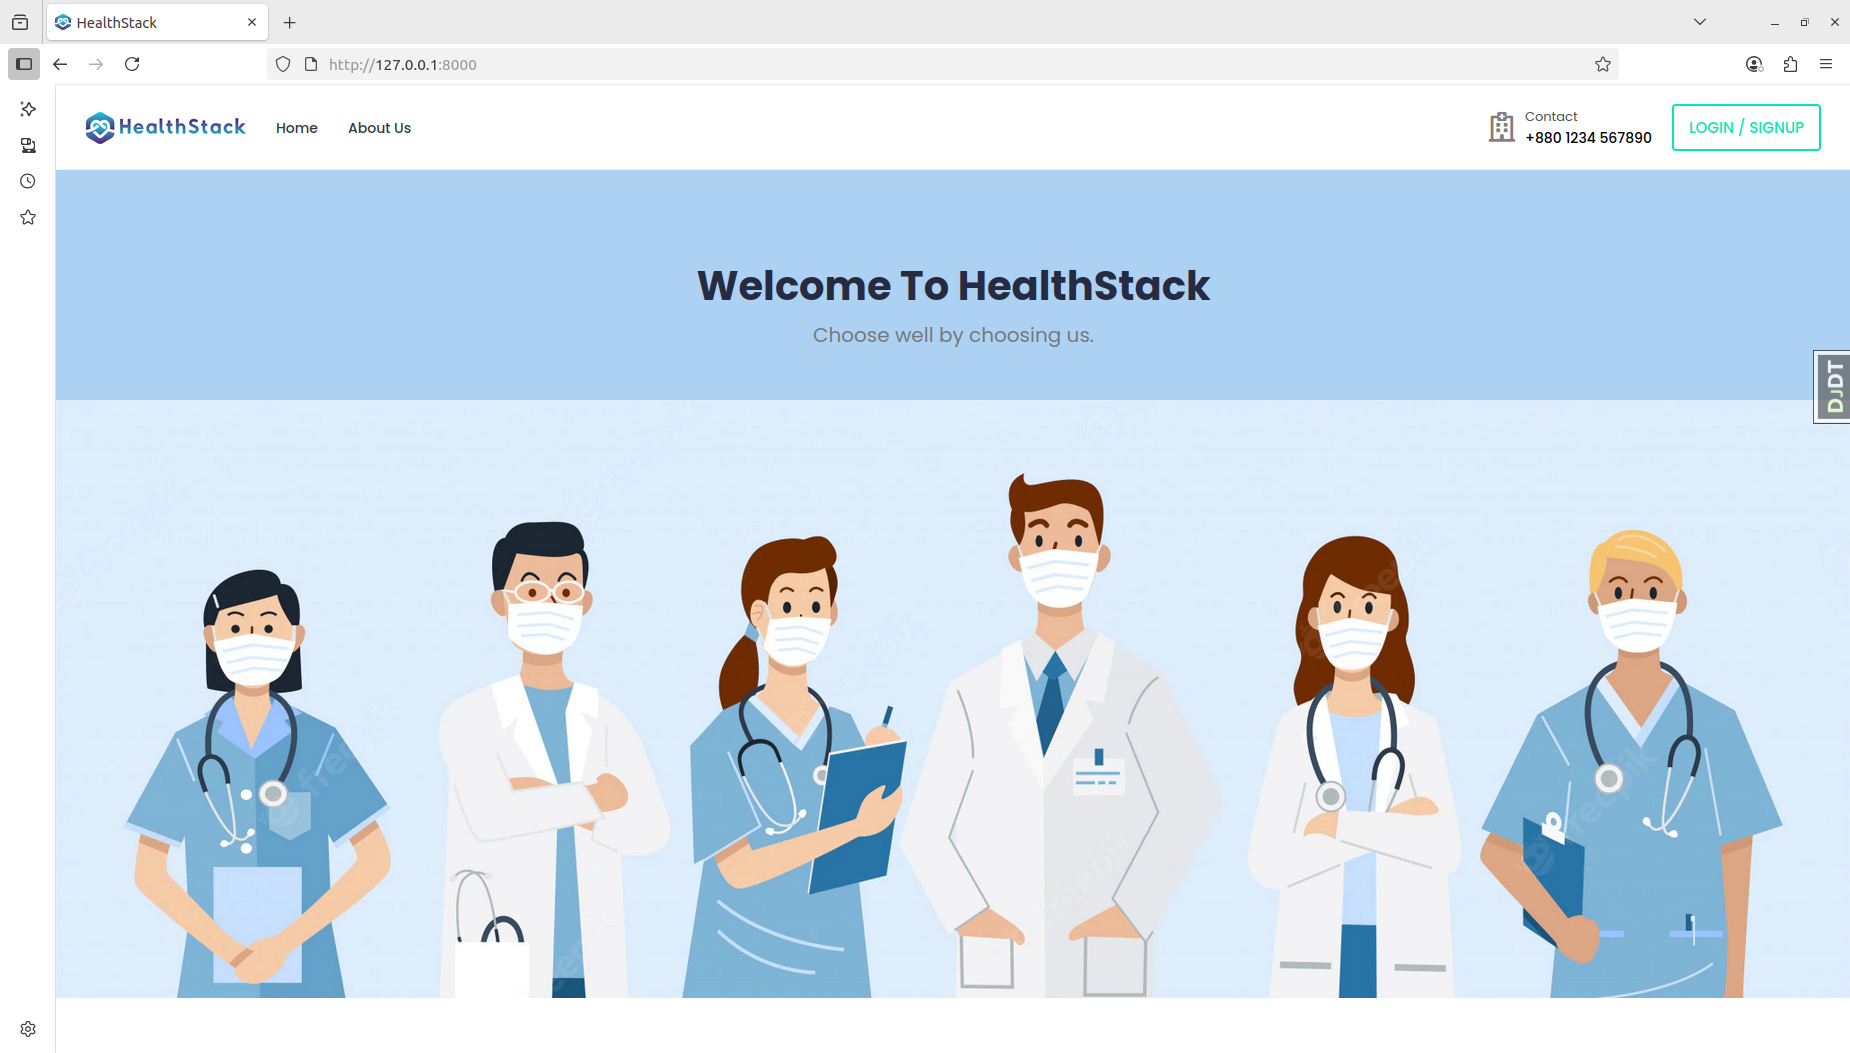 HealthStack
http://127.0.0.1:8000
HealthStack
Home
About Us
Contact
+880 1234 567890
LOGIN / SIGNUP
Welcome To HealthStack
Choose well by choosing us.
DJDT
freepik